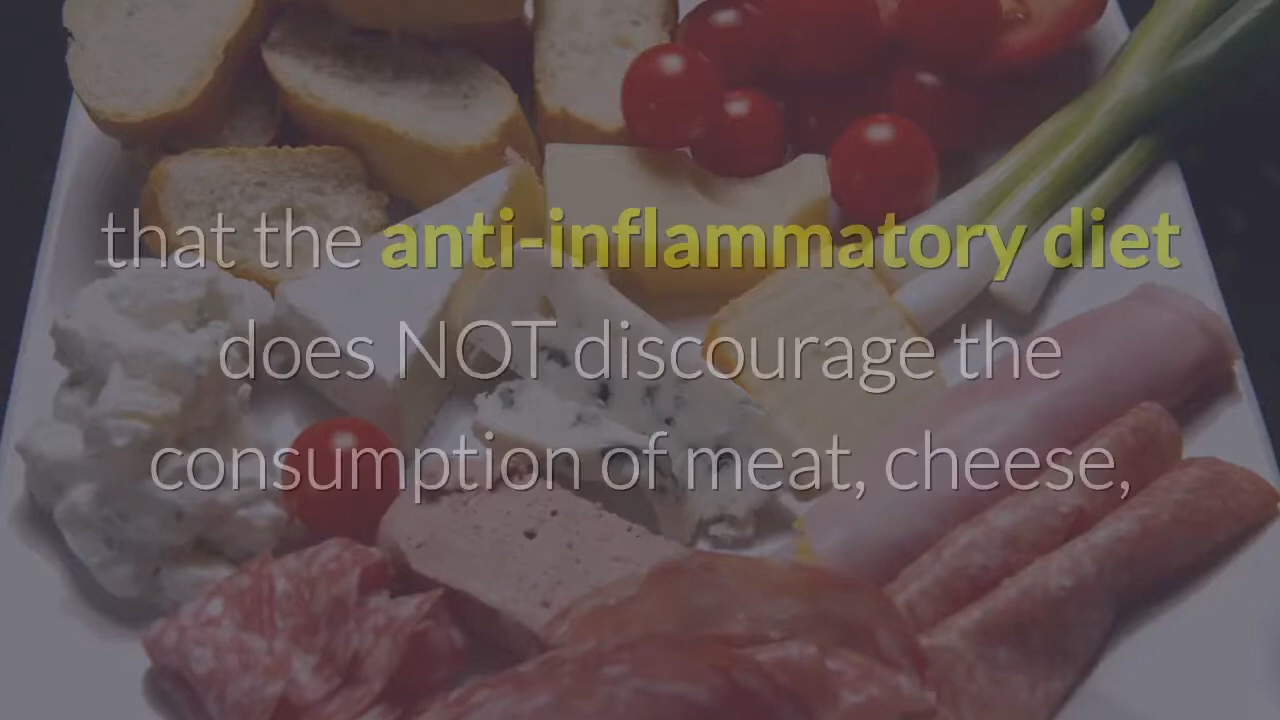 that the anti-inflammatory diet
does NOT discourage the
consumption of meat, cheese,